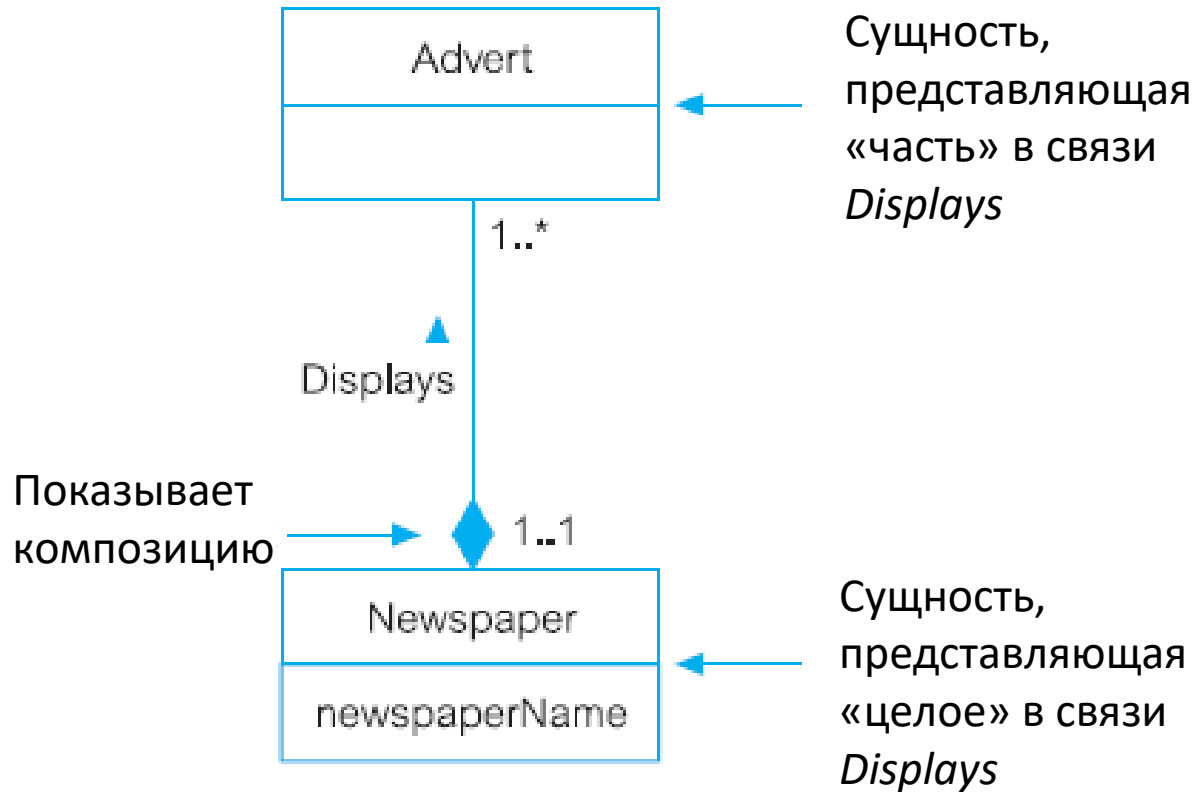 Advert
Сущность,
представляющая
«часть» в связи
Displays
1..*
Displays
Показывает
композицию
1..1
Newspaper
newspaperName
Сущность,
представляющая
«целое» в связи
Displays